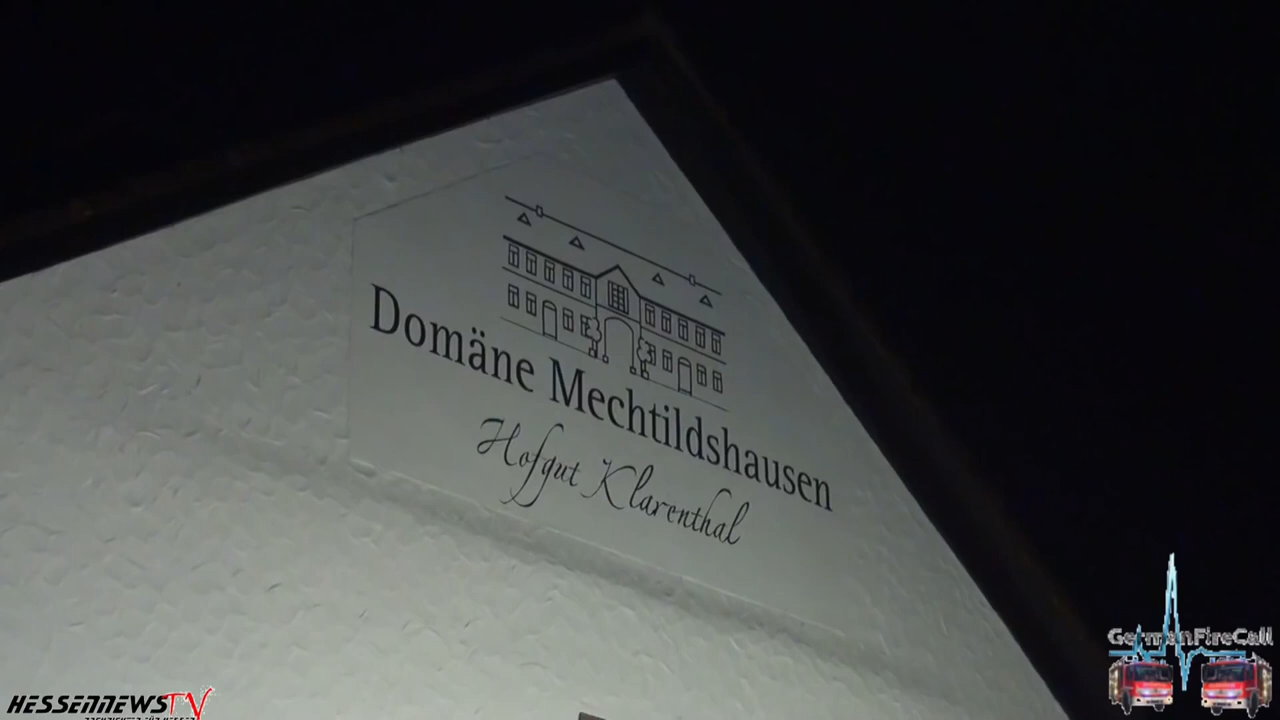 Domäne Mechtildshausen
Hofgut Klarenthal
GermanFireCall
HESSENNEWS TV